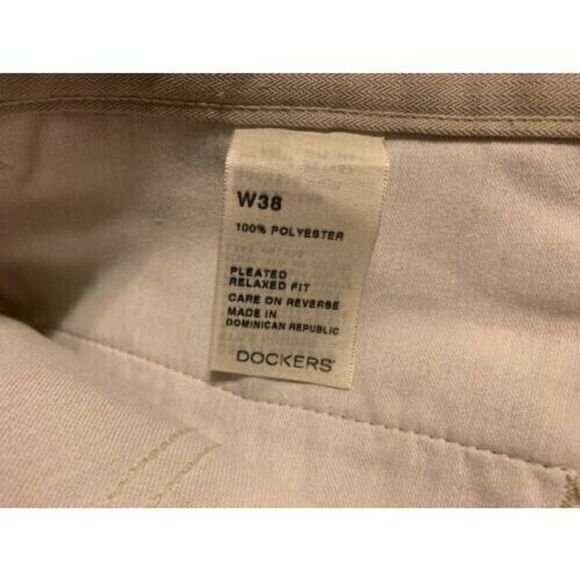 W38
100% POLYESTER
PLEATED
RELAXED FIT
CARE ON REVERSE
MADE IN
DOMINICAN REPUBLIC
DOCKERS®